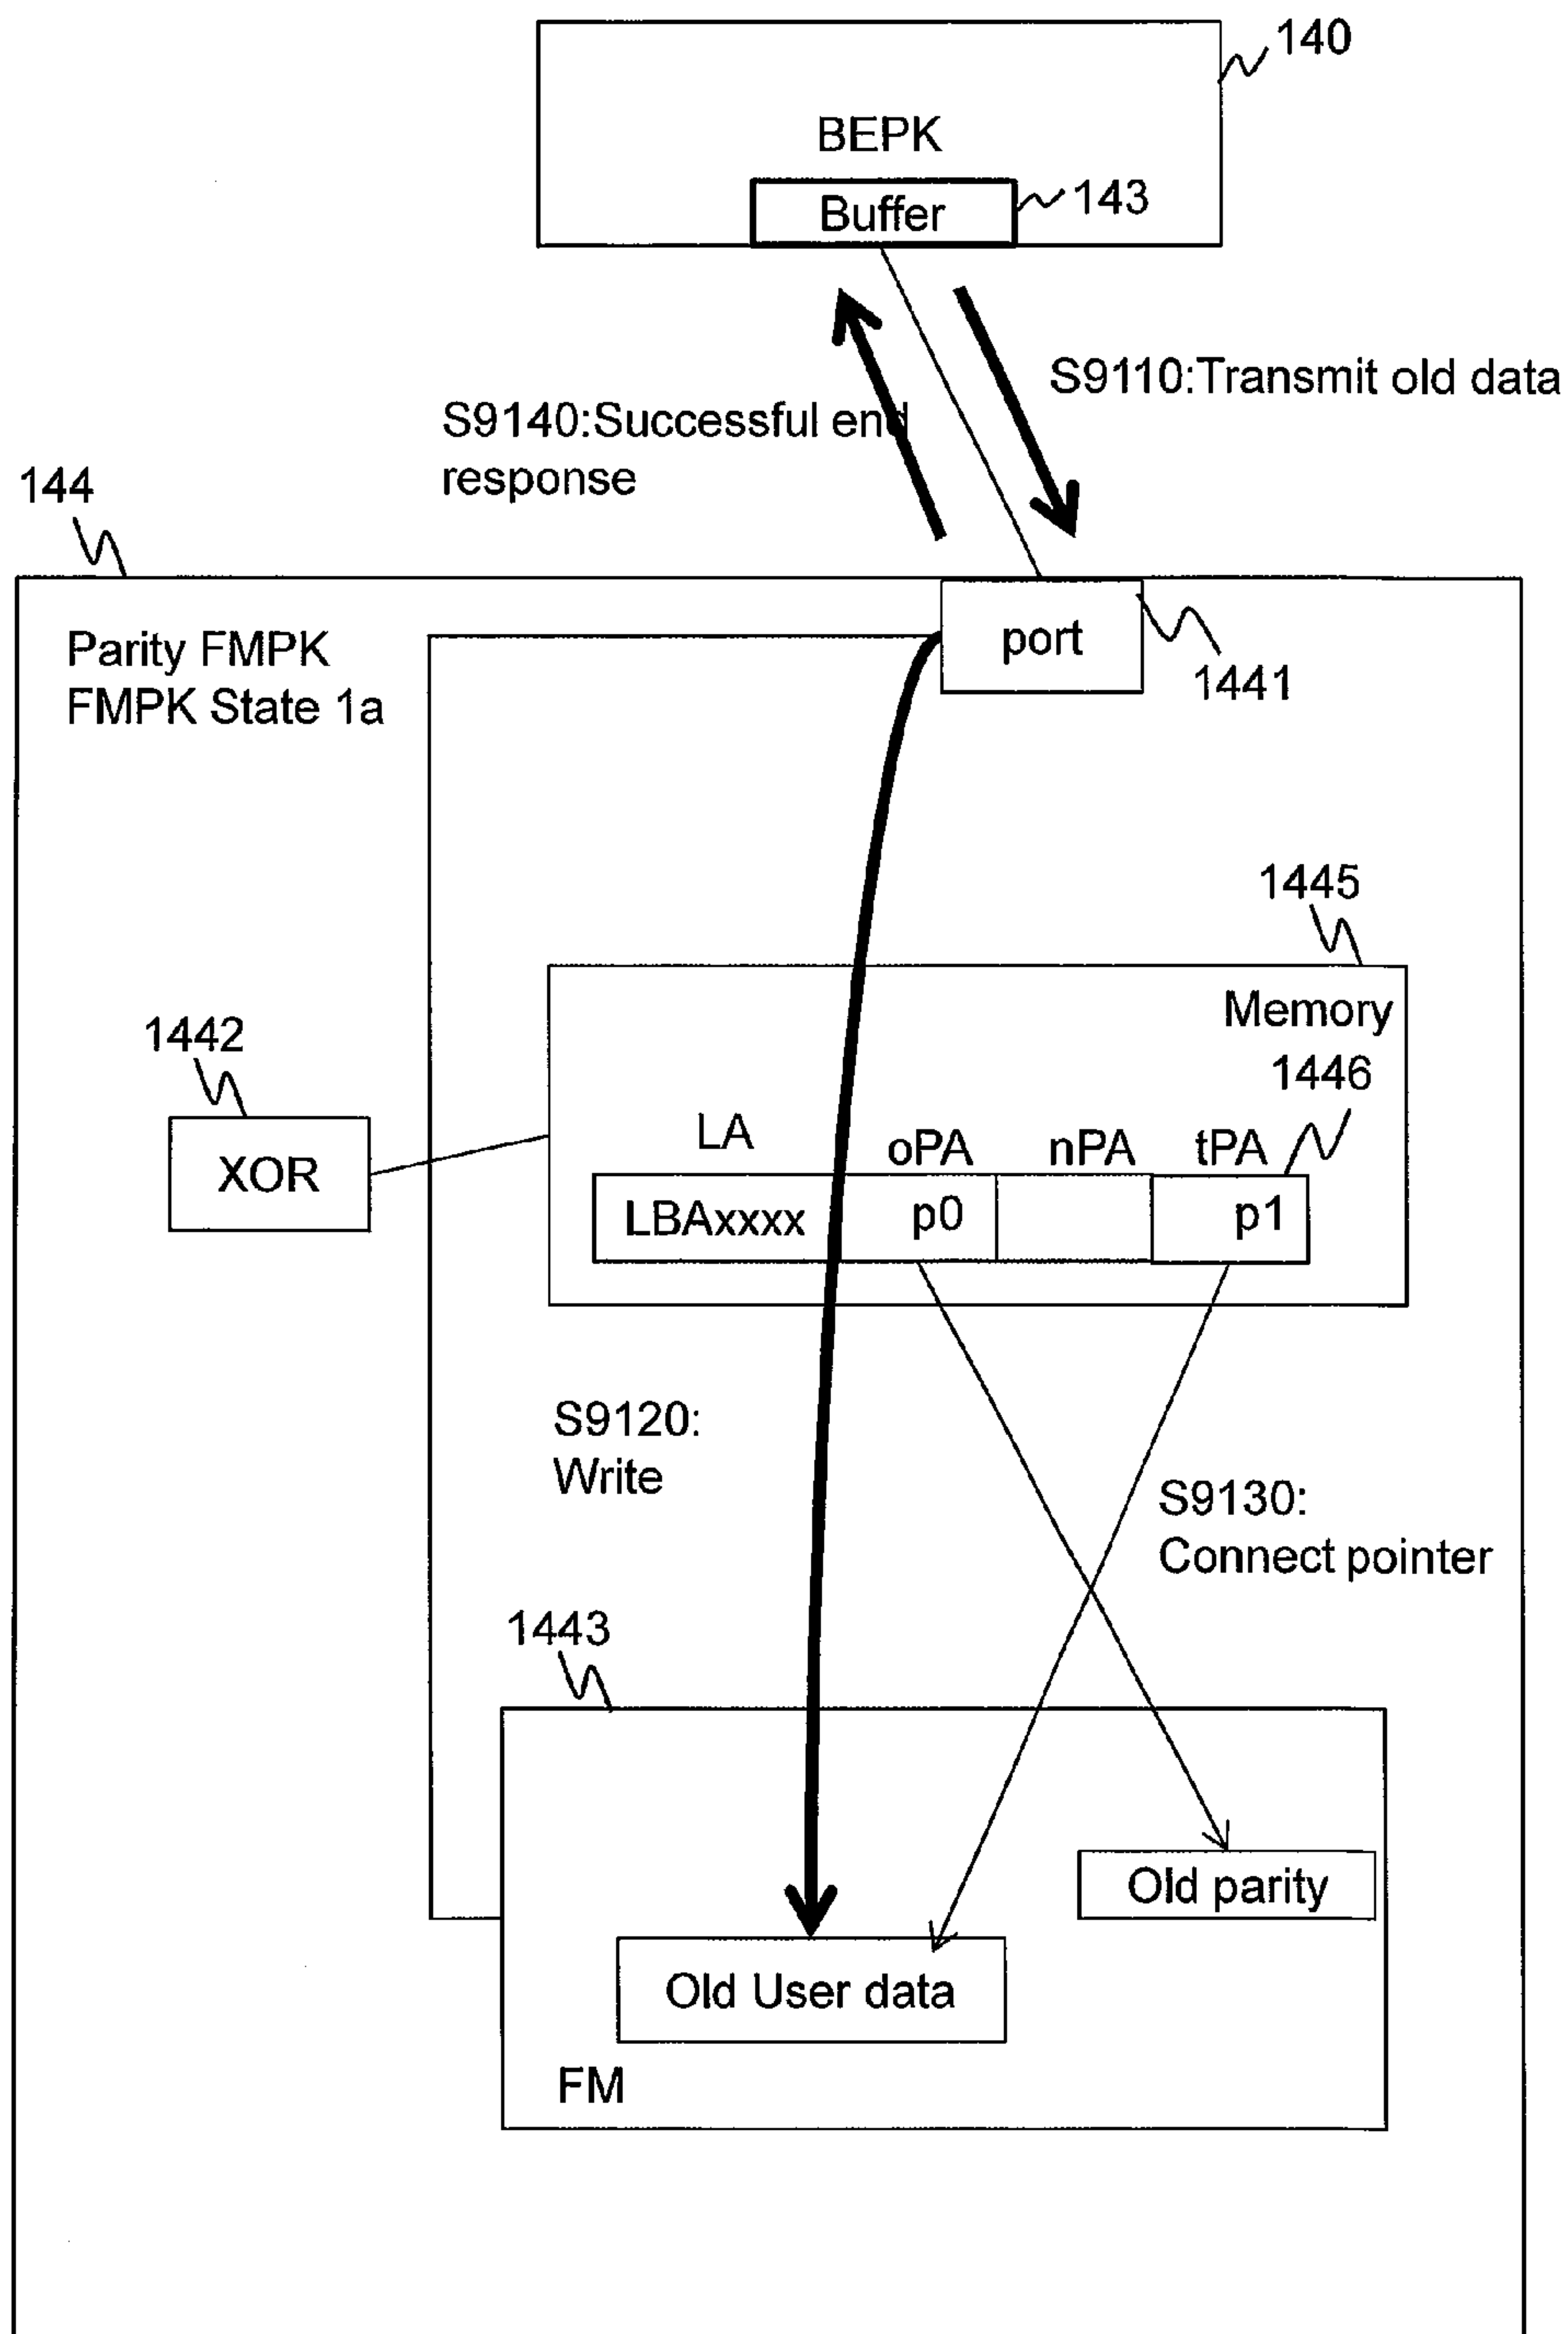 140
BEPK
Buffer
143
S9110:Transmit old data
S9140:Successful end
response
144
Parity FMPK
FMPK State 1a
port
1441
1445
Memory
1442
1446
XOR
LA
oPA
nPA
tPA
LBAxxxx
p0
p1
S9120:
Write
S9130:
Connect pointer
1443
Old parity
Old User data
FM